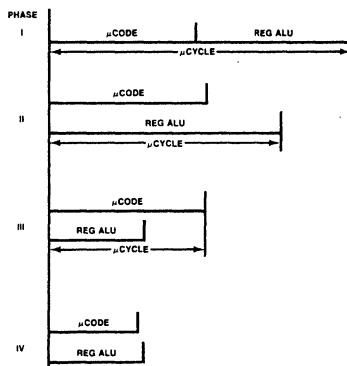 PHASE
I
μCODE REG ALU
μCYCLE
μCODE
II
REG ALU
μCYCLE
μCODE
III
REG ALU
μCYCLE
μCODE
IV
REG ALU